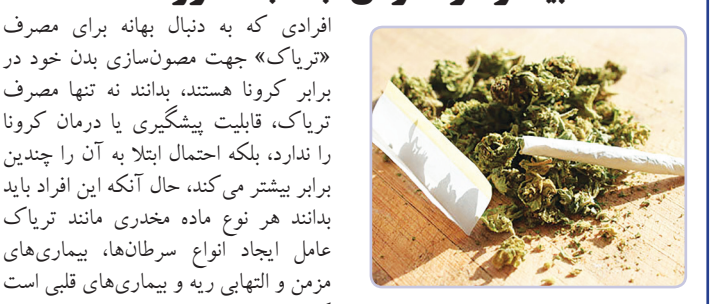 افرادی که به دنبال بهانه برای مصرف
«تریاک» جهت مصون‌سازی بدن خود در
برابر کرونا هستند، بدانند نه تنها مصرف
تریاک، قابلیت پیشگیری یا درمان کرونا
را ندارد، بلکه احتمال ابتلا به آن را چندین
برابر بیشتر می‌کند، حال آنکه این افراد باید
بدانند هر نوع ماده مخدری مانند تریاک
عامل ایجاد انواع سرطان‌ها، بیماری‌های
مزمن و التهابی ریه و بیماری‌های قلبی است